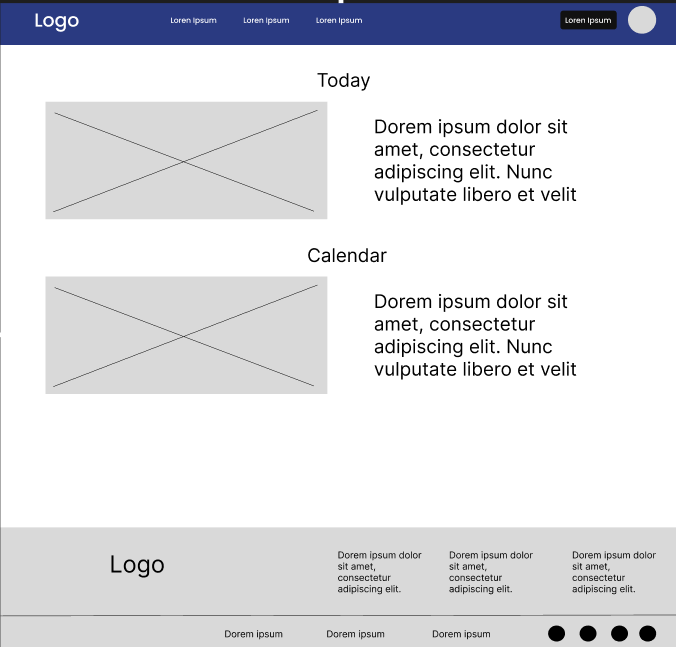 Logo
Loren Ipsum
Loren Ipsum
Loren Ipsum
Loren Ipsum
Today
Dorem ipsum dolor sit
amet, consectetur
adipiscing elit. Nunc
vulputate libero et velit
Calendar
Dorem ipsum dolor sit
amet, consectetur
adipiscing elit. Nunc
vulputate libero et velit
Logo
Dorem ipsum dolor
sit amet,
consectetur
adipiscing elit.
Dorem ipsum dolor
sit amet,
consectetur
adipiscing elit.
Dorem ipsum dolor
sit amet,
consectetur
adipiscing elit.
Dorem ipsum
Dorem ipsum
Dorem ipsum